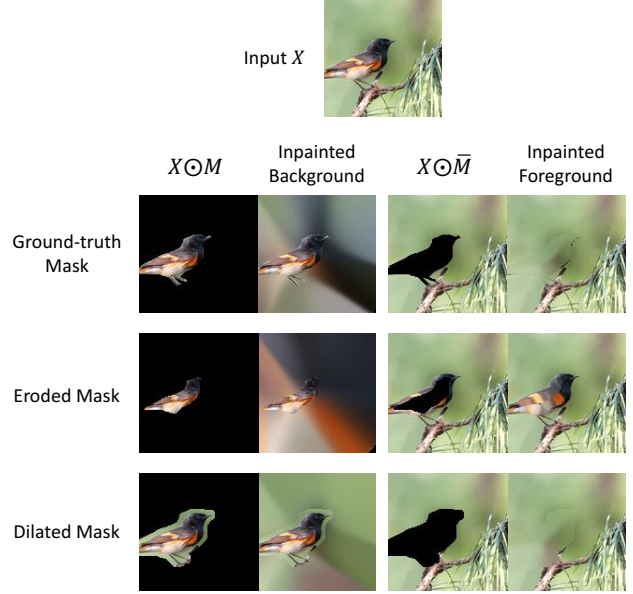 Input X
X⊙M
Inpainted
Background
X⊙M̅
Inpainted
Foreground
Ground-truth
Mask
Eroded Mask
Dilated Mask